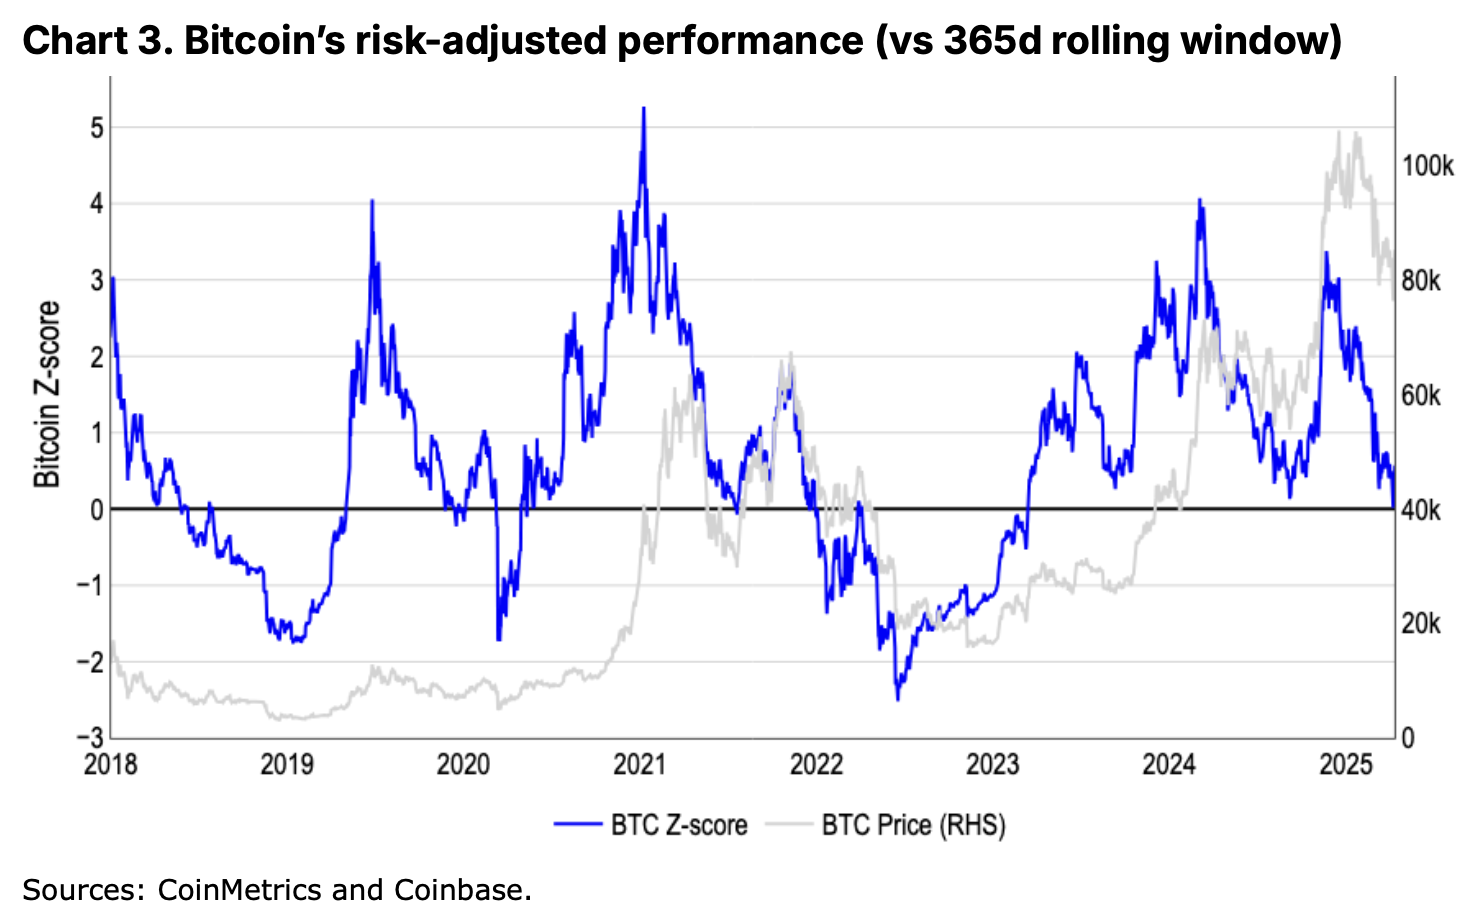 Chart 3. Bitcoin’s risk-adjusted performance (vs 365d rolling window)
5
4
3
2
1
0
−1
−2
−3
Bitcoin Z-score
100k
80k
60k
40k
20k
0
2018 2019 2020 2021 2022 2023 2024 2025
BTC Z-score BTC Price (RHS)
Sources: CoinMetrics and Coinbase.